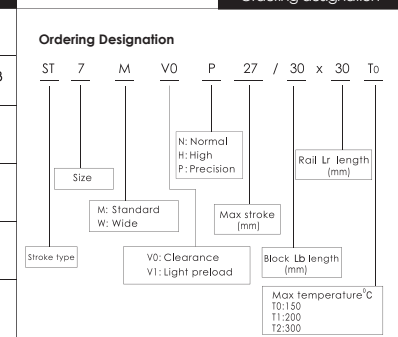 Ordering designation
Ordering Designation
ST 7 M V0 P 27 / 30 x 30 T0
N: Normal
H: High
P: Precision
Rail Lr length
(mm)
Size
M: Standard
W: Wide
Max stroke
(mm)
Stroke type
V0: Clearance
V1: Light preload
Block Lb length
(mm)
Max temperature°C
T0:150
T1:200
T2:300